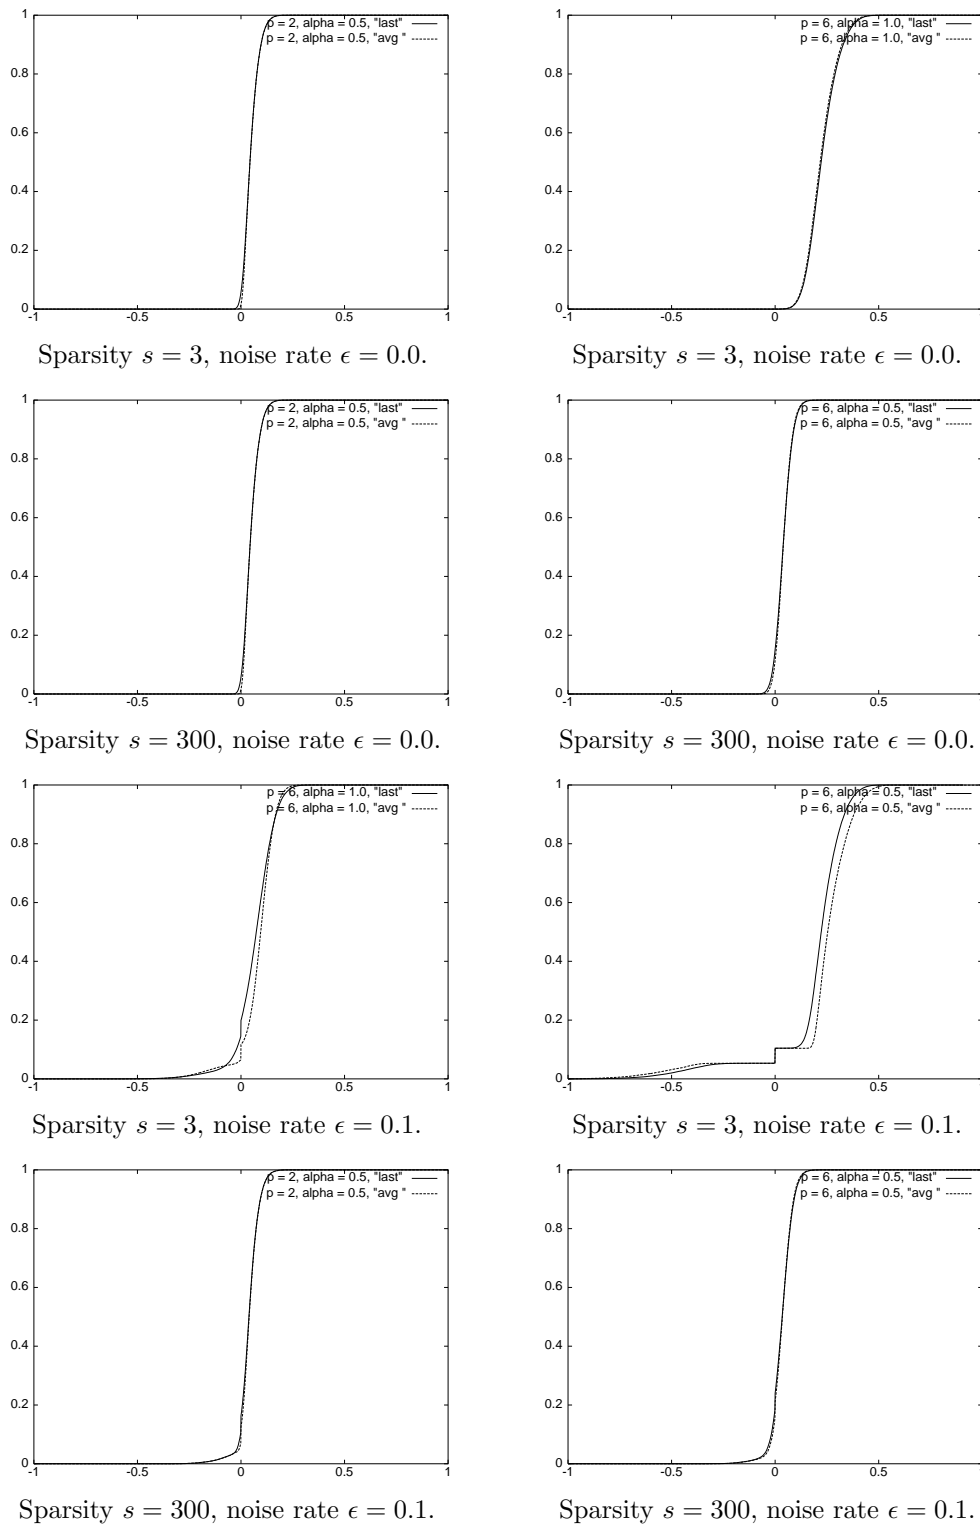 p = 2, alpha = 0.5, "last"
p = 2, alpha = 0.5, "avg "
1
0.8
0.6
0.4
0.2
0
-1 -0.5 0 0.5 1
Sparsity s = 3, noise rate ϵ = 0.0.
p = 6, alpha = 1.0, "last"
p = 6, alpha = 1.0, "avg "
1
0.8
0.6
0.4
0.2
0
-1 -0.5 0 0.5
Sparsity s = 3, noise rate ϵ = 0.0.
p = 2, alpha = 0.5, "last"
p = 2, alpha = 0.5, "avg "
1
0.8
0.6
0.4
0.2
0
-1 -0.5 0 0.5 1
Sparsity s = 300, noise rate ϵ = 0.0.
p = 6, alpha = 0.5, "last"
p = 6, alpha = 0.5, "avg "
1
0.8
0.6
0.4
0.2
0
-1 -0.5 0 0.5
Sparsity s = 300, noise rate ϵ = 0.0.
p = 6, alpha = 1.0, "last"
p = 6, alpha = 1.0, "avg "
1
0.8
0.6
0.4
0.2
0
-1 -0.5 0 0.5 1
Sparsity s = 3, noise rate ϵ = 0.1.
p = 6, alpha = 0.5, "last"
p = 6, alpha = 0.5, "avg "
1
0.8
0.6
0.4
0.2
0
-1 -0.5 0 0.5
Sparsity s = 3, noise rate ϵ = 0.1.
p = 2, alpha = 0.5, "last"
p = 2, alpha = 0.5, "avg "
1
0.8
0.6
0.4
0.2
0
-1 -0.5 0 0.5 1
Sparsity s = 300, noise rate ϵ = 0.1.
p = 6, alpha = 0.5, "last"
p = 6, alpha = 0.5, "avg "
1
0.8
0.6
0.4
0.2
0
-1 -0.5 0 0.5
Sparsity s = 300, noise rate ϵ = 0.1.